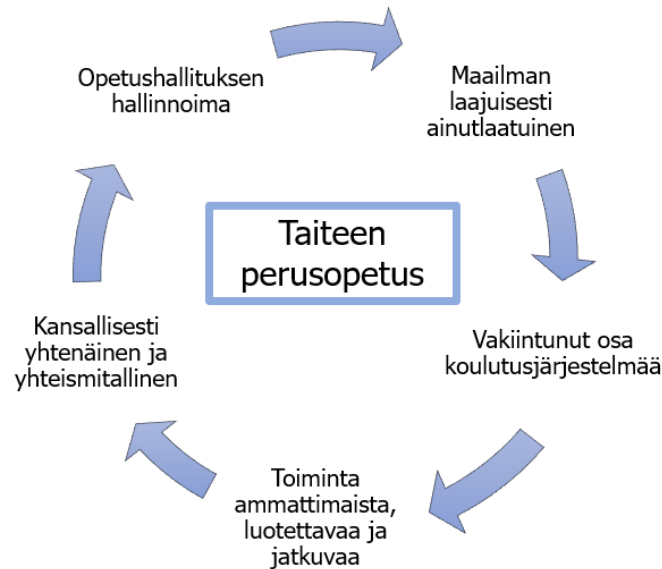 Opetushallituksen
hallinnoima
Maailman
laajuisesti
ainutlaatuinen
Taiteen
perusopetus
Vakiintunut osa
koulutusjärjestelmää
Toiminta
ammattimaista,
luotettavaa ja
jatkuvaa
Kansallisesti
yhtenäinen ja
yhteismitallinen